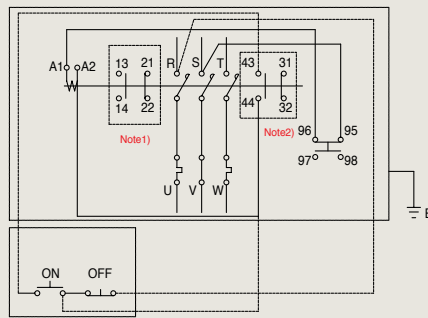 13 21 R S T 43 31
A1 A2
14 22 44 32
Note1) Note2)
96 95
97 98
U V W
E
ON OFF